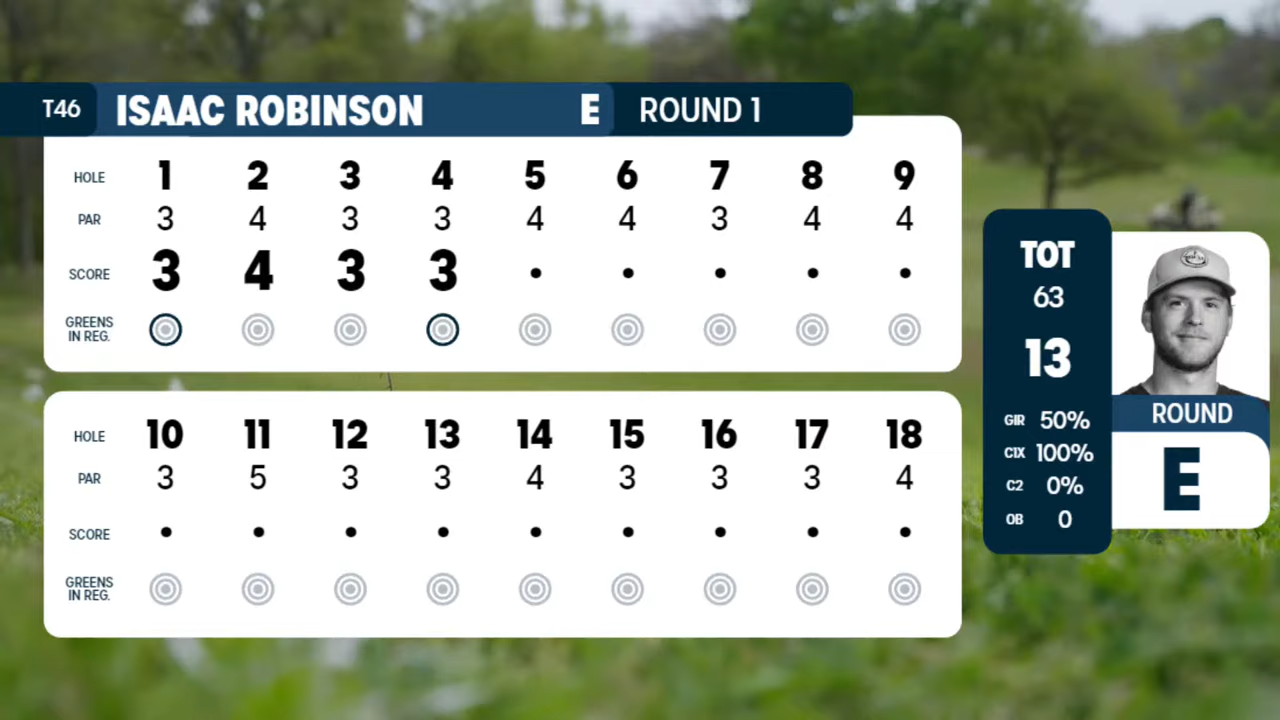 T46 ISAAC ROBINSON E ROUND 1
HOLE 1 2 3 4 5 6 7 8 9
PAR 3 4 3 3 4 4 3 4 4
SCORE 3 4 3 3 • • • • •
GREENS
IN REG.
HOLE 10 11 12 13 14 15 16 17 18
PAR 3 5 3 3 4 3 3 3 4
SCORE • • • • • • • • •
GREENS
IN REG.
TOT
63
13
GIR 50%
C1X 100%
C2 0%
OB 0
ROUND
E